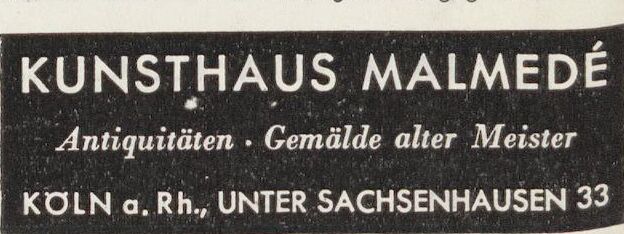 KUNSTHAUS MALMEDÉ
Antiquitäten · Gemälde alter Meister
KÖLN a. Rh., UNTER SACHSENHAUSEN 33